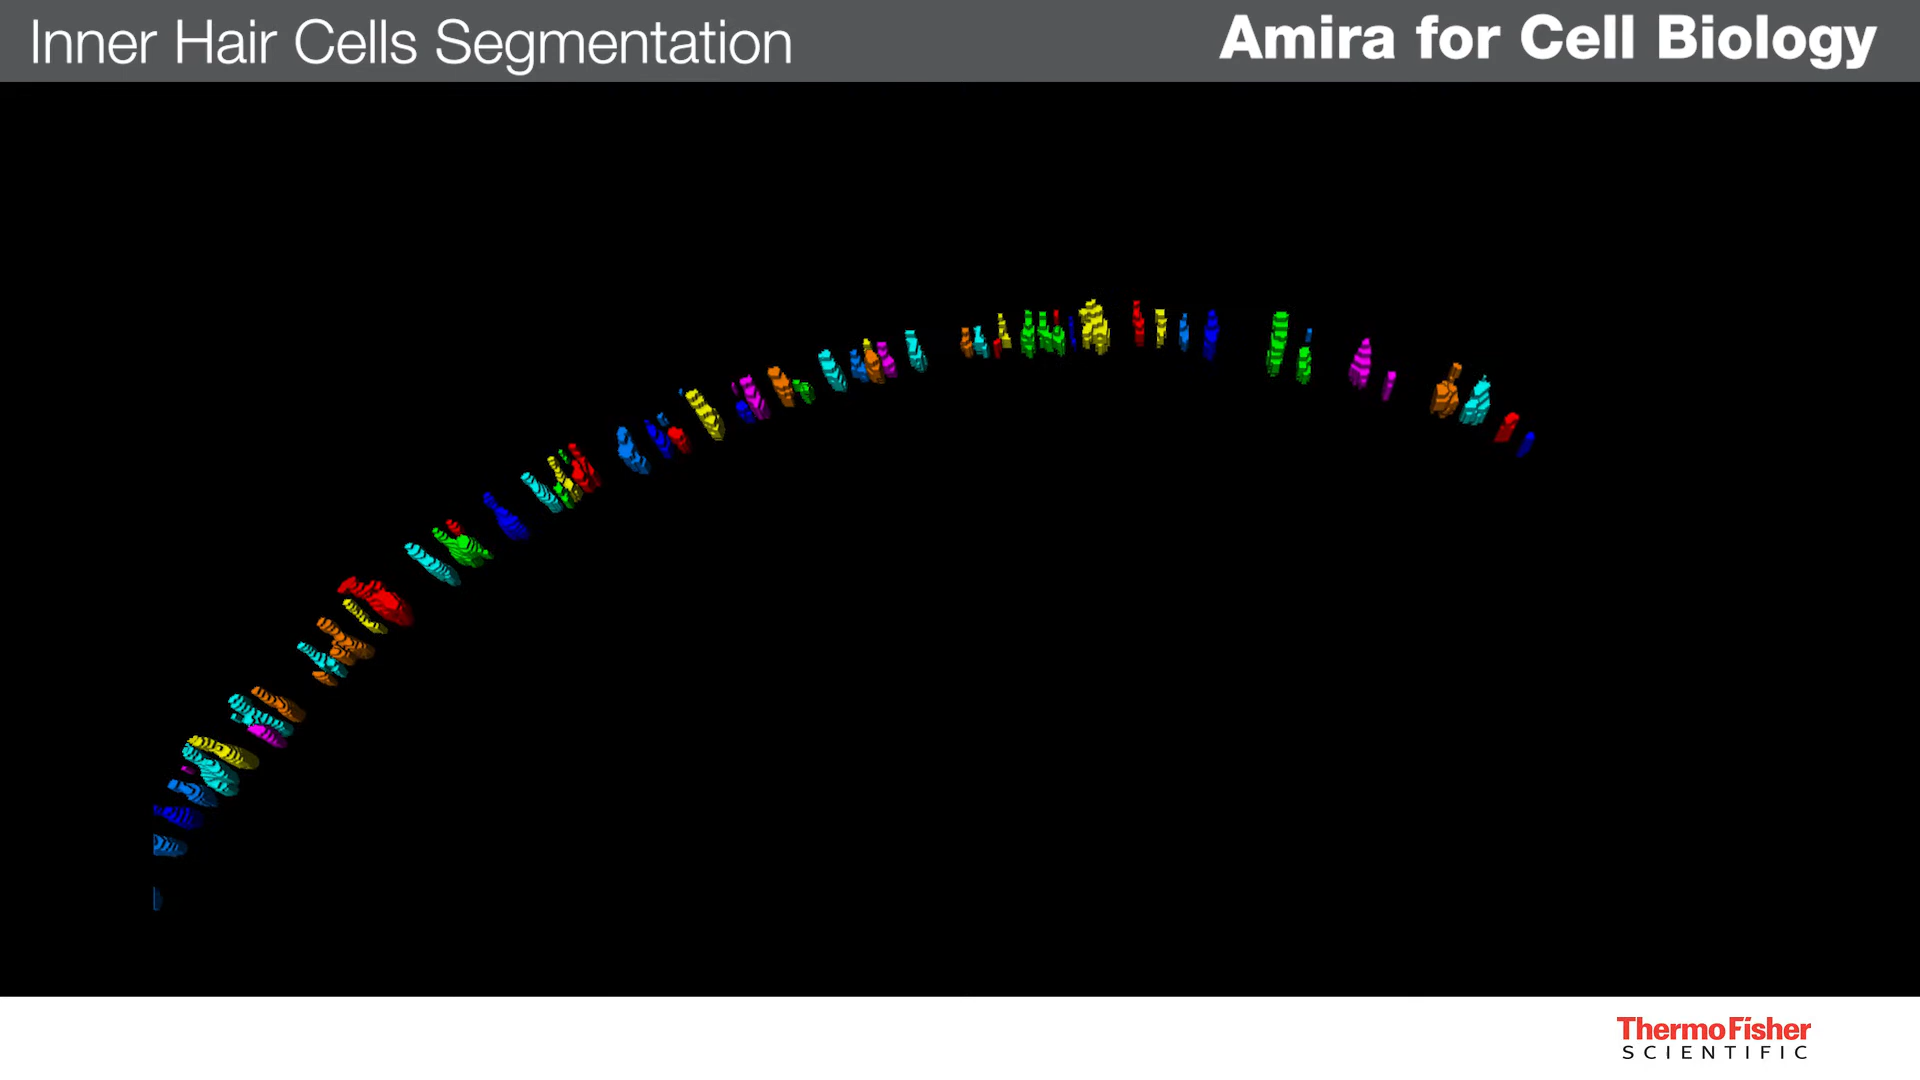 Inner Hair Cells Segmentation
Amira for Cell Biology
ThermoFisher
SCIENTIFIC